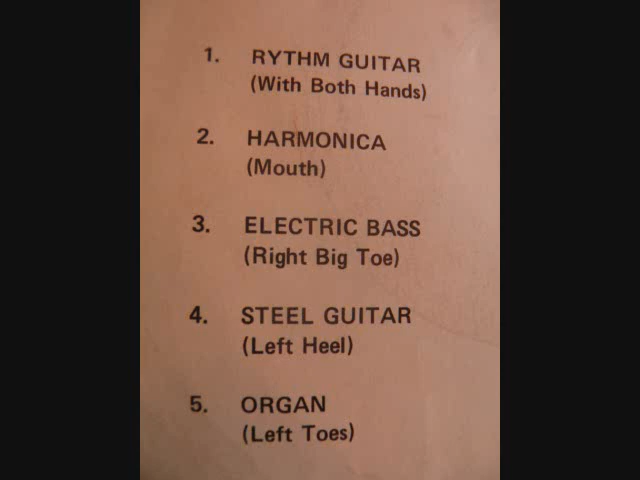 1. RYTHM GUITAR
(With Both Hands)
2. HARMONICA
(Mouth)
3. ELECTRIC BASS
(Right Big Toe)
4. STEEL GUITAR
(Left Heel)
5. ORGAN
(Left Toes)